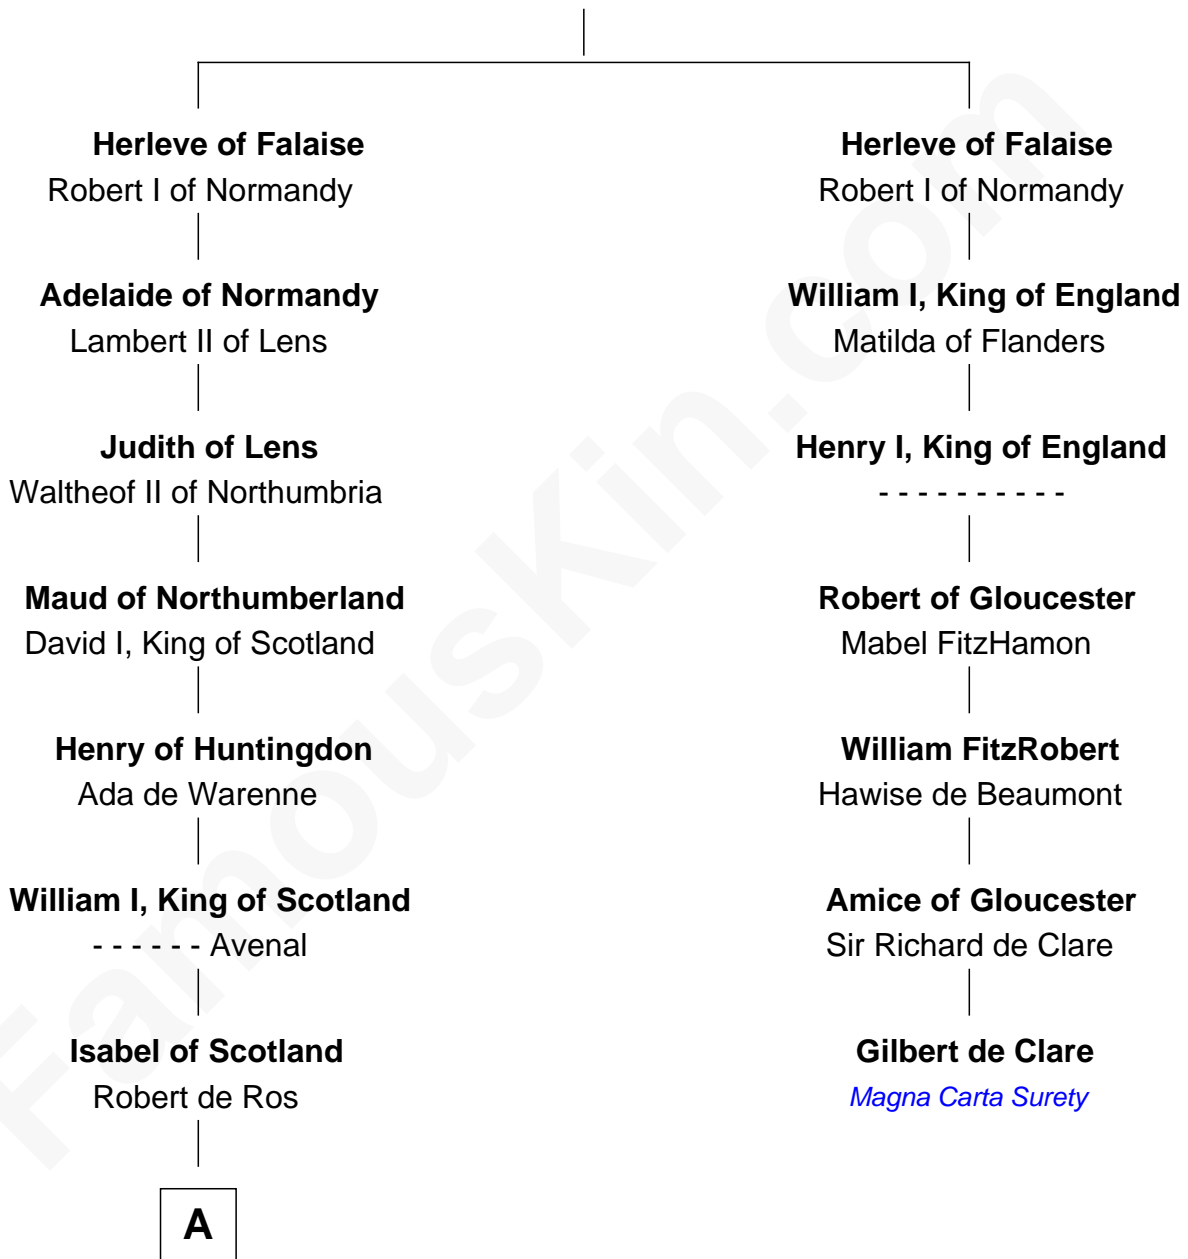 Herleve of Falaise
Robert I of Normandy
Adelaide of Normandy
Lambert II of Lens
Judith of Lens
Waltheof II of Northumbria
Maud of Northumberland
David I, King of Scotland
Henry of Huntingdon
Ada de Warenne
William I, King of Scotland
- - - - - - Avenal
Isabel of Scotland
Robert de Ros
A
Herleve of Falaise
Robert I of Normandy
William I, King of England
Matilda of Flanders
Henry I, King of England
- - - - - - - - - -
Robert of Gloucester
Mabel FitzHamon
William FitzRobert
Hawise de Beaumont
Amice of Gloucester
Sir Richard de Clare
Gilbert de Clare
Magna Carta Surety
FamousKin.com